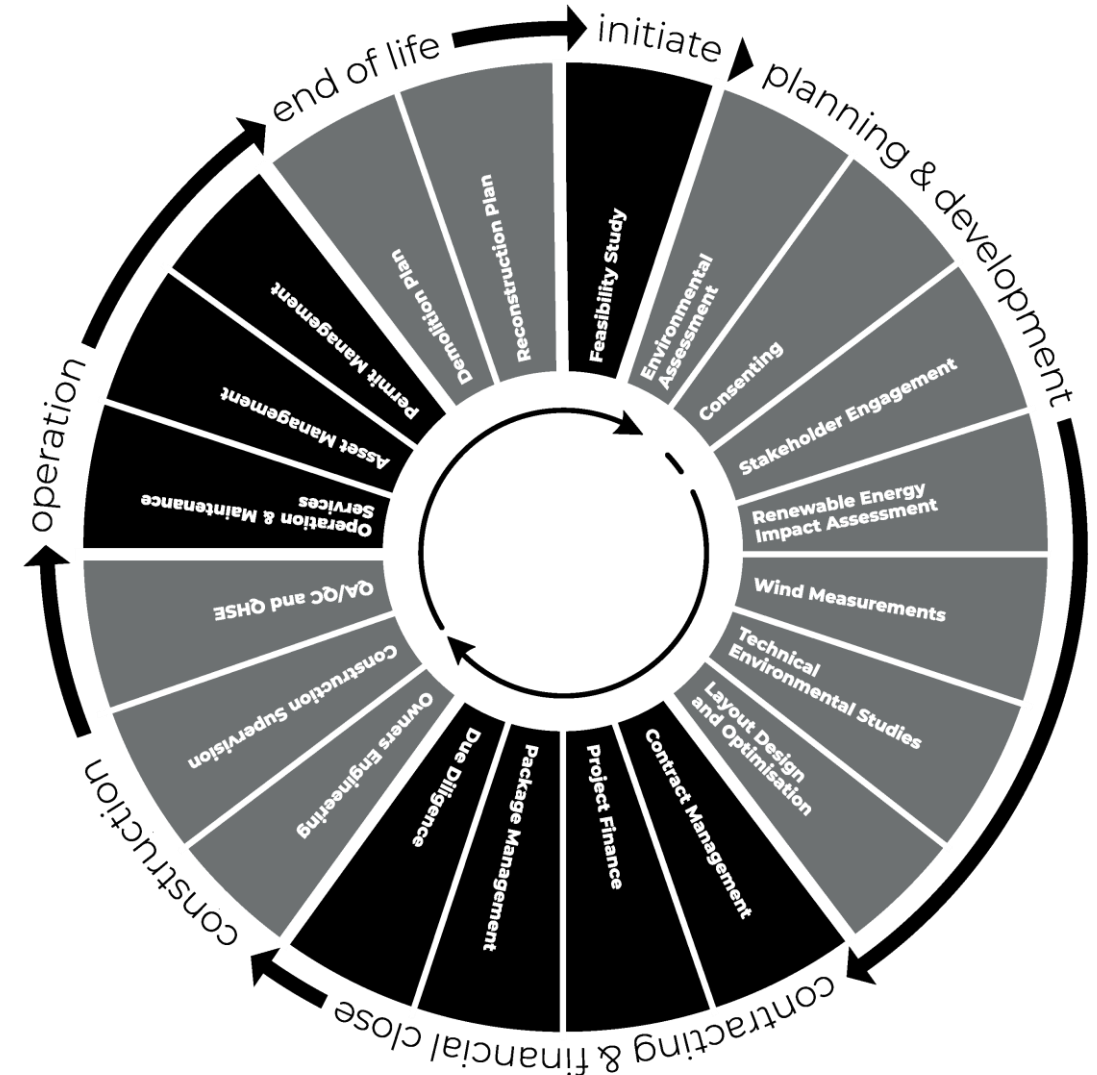 initiate
planning & development
contracting & financial close
construction
operation
end of life
Feasibility Study
Environmental
Assessment
Consenting
Stakeholder Engagement
Renewable Energy
Impact Assessment
Wind Measurements
Technical
Environmental Studies
Layout Design
and Optimisation
Contract Management
Project Finance
Package Management
Due Diligence
Owners Engineering
Construction Supervision
QA/QC and QHSE
Operation & Maintenance
Services
Asset Management
Permit Management
Demolition Plan
Reconstruction Plan